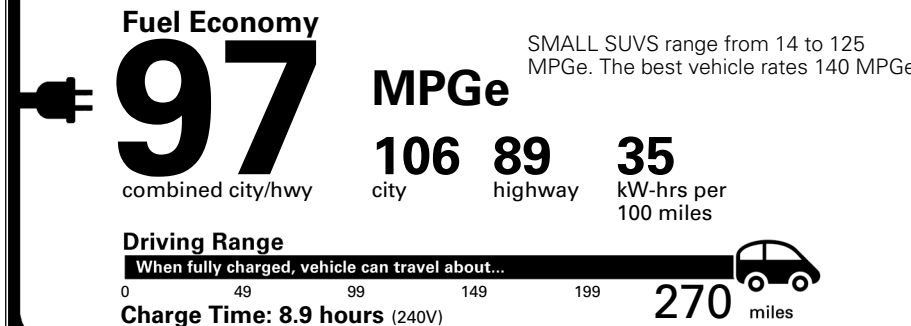 Fuel Economy
97
MPGe
SMALL SUVS range from 14 to 125
MPGe. The best vehicle rates 140 MPGe
combined city/hwy
106
city
89
highway
35
kW-hrs per
100 miles
Driving Range
When fully charged, vehicle can travel about...
0 49 99 149 199 270 miles
Charge Time: 8.9 hours (240V)